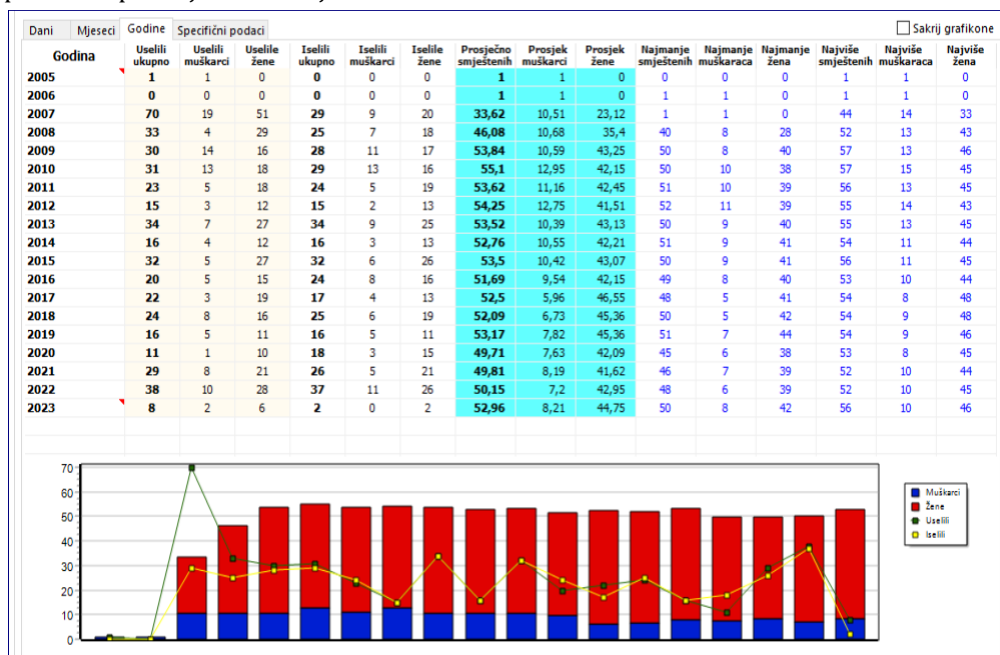 Dani Mjeseci Godine Specifični podaci Sakrij grafikone
Godina Uselili ukupno Uselili muškarci Uselile žene Iselili ukupno Iselili muškarci Iselile žene Prosječno smještenih Prosjek muškarci Prosjek žene Najmanje smještenih Najmanje muškaraca Najmanje žena Najviše smještenih Najviše muškaraca Najviše žena
2005 1 1 0 0 0 0 1 1 0 0 0 0 1 1 0
2006 0 0 0 0 0 0 1 1 0 1 1 0 1 1 0
2007 70 19 51 29 9 20 33,62 10,51 23,12 1 1 0 44 14 33
2008 33 4 29 25 7 18 46,08 10,68 35,4 40 8 28 52 13 43
2009 30 14 16 28 11 17 53,84 10,59 43,25 50 8 40 57 13 46
2010 31 13 18 29 13 16 55,1 12,95 42,15 50 10 38 57 15 45
2011 23 5 18 24 5 19 53,62 11,16 42,45 51 10 39 56 13 45
2012 15 3 12 15 2 13 54,25 12,75 41,51 52 11 39 55 14 43
2013 34 7 27 34 9 25 53,52 10,39 43,13 50 9 40 55 13 45
2014 16 4 12 16 3 13 52,76 10,55 42,21 51 9 41 54 11 44
2015 32 5 27 32 6 26 53,5 10,42 43,07 50 9 41 56 11 45
2016 20 5 15 24 8 16 51,69 9,54 42,15 49 8 40 53 10 44
2017 22 3 19 17 4 13 52,5 5,96 46,55 48 5 41 54 8 48
2018 24 8 16 25 6 19 52,09 6,73 45,36 50 5 42 54 9 48
2019 16 5 11 16 5 11 53,17 7,82 45,36 51 7 44 54 9 46
2020 11 1 10 18 3 15 49,71 7,63 42,09 45 6 38 53 8 45
2021 29 8 21 26 5 21 49,81 8,19 41,62 46 7 39 52 10 44
2022 38 10 28 37 11 26 50,15 7,2 42,95 48 6 39 52 10 45
2023 8 2 6 2 0 2 52,96 8,21 44,75 50 8 42 56 10 46
70
60
50
40
30
20
10
0
Muškarci
Žene
Uselili
Iselili